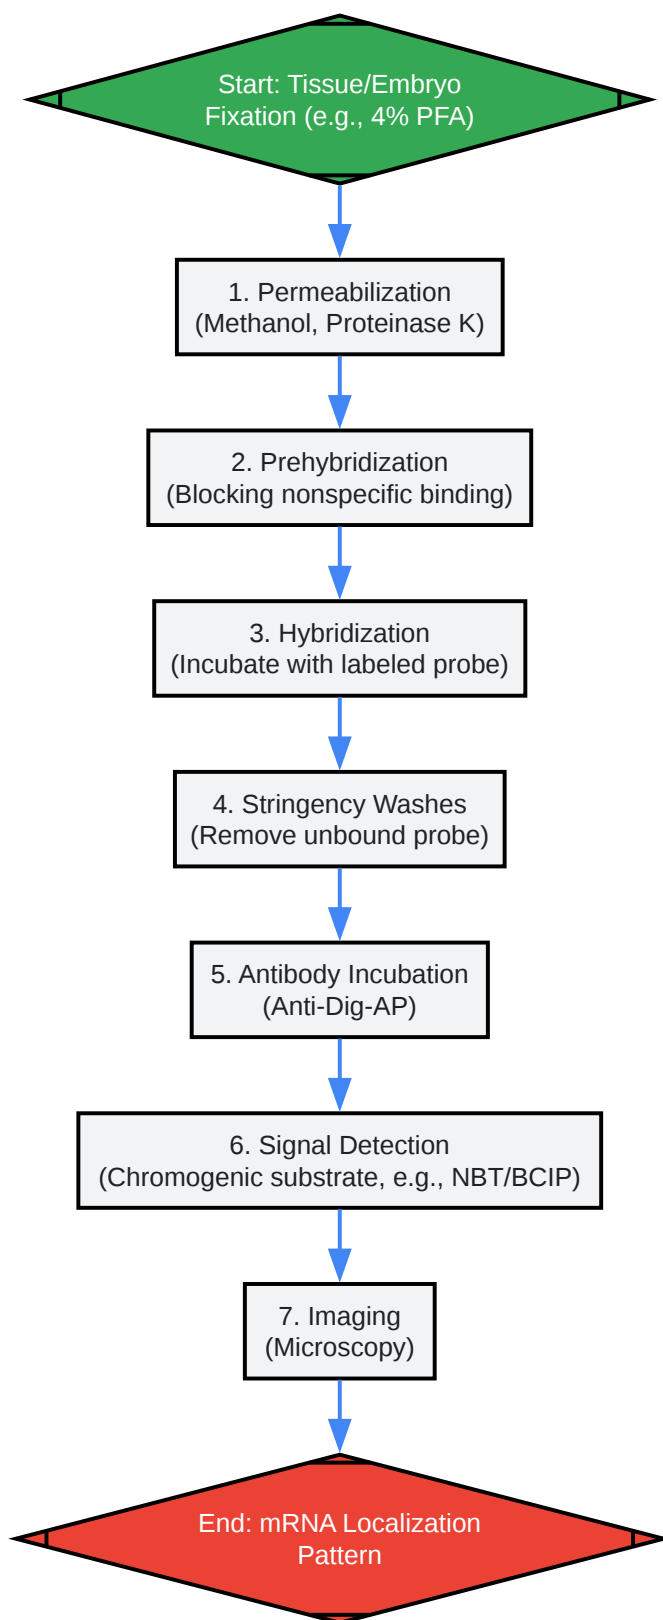 Start: Tissue/Embryo
Fixation (e.g., 4% PFA)
1. Permeabilization
(Methanol, Proteinase K)
2. Prehybridization
(Blocking nonspecific binding)
3. Hybridization
(Incubate with labeled probe)
4. Stringency Washes
(Remove unbound probe)
5. Antibody Incubation
(Anti-Dig-AP)
6. Signal Detection
(Chromogenic substrate, e.g., NBT/BCIP)
7. Imaging
(Microscopy)
End: mRNA Localization
Pattern